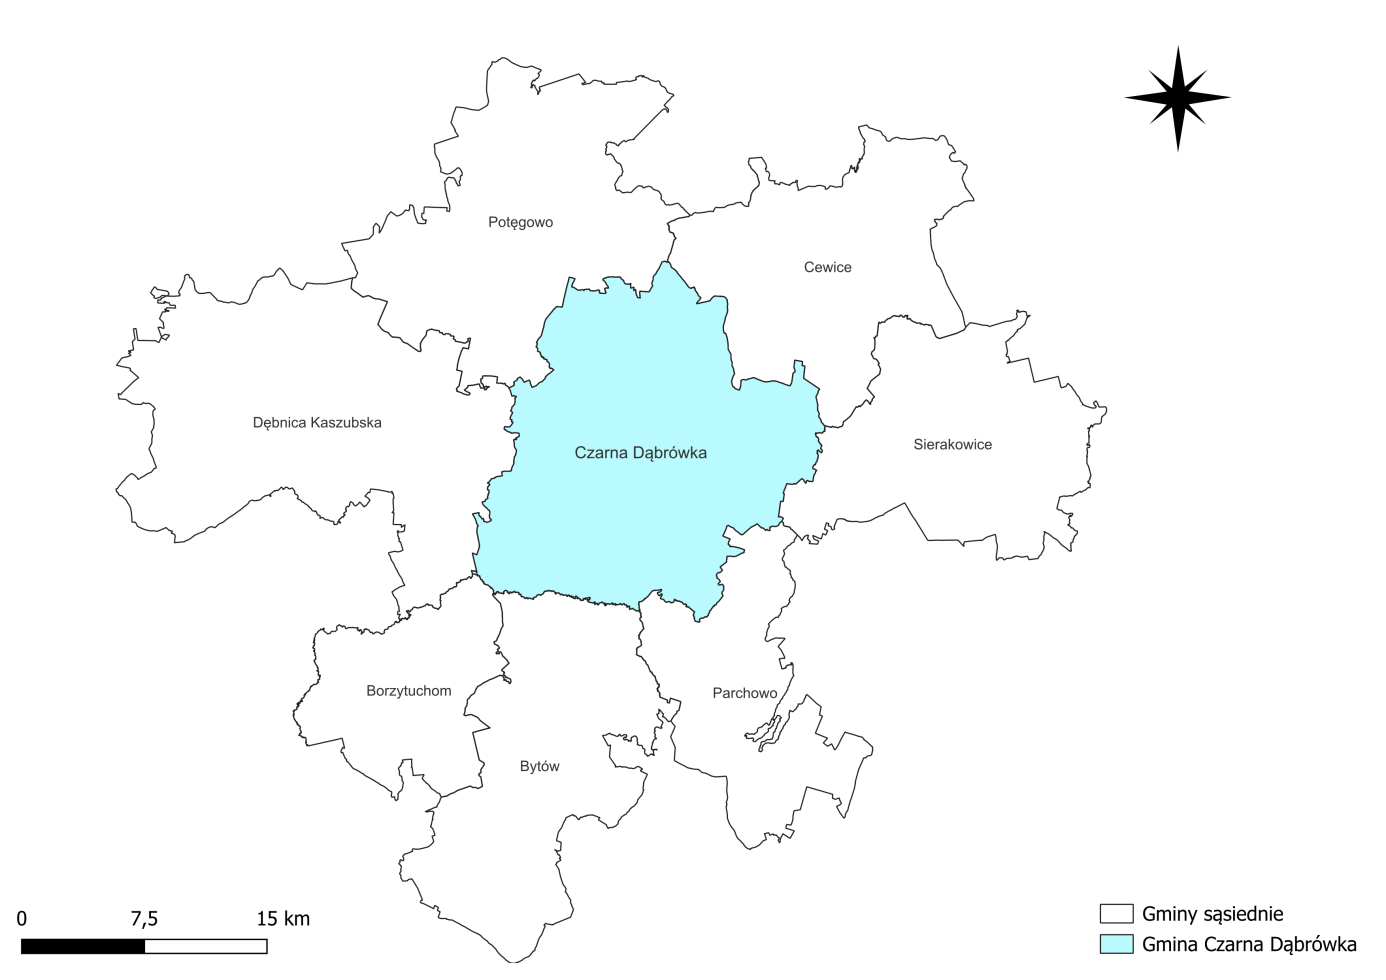 Potęgowo
Cewice
Dębnica Kaszubska
Sierakowice
Czarna Dąbrówka
Borzytuchom
Parchowo
Bytów
0 7,5 15 km
Gminy sąsiednie
Gmina Czarna Dąbrówka